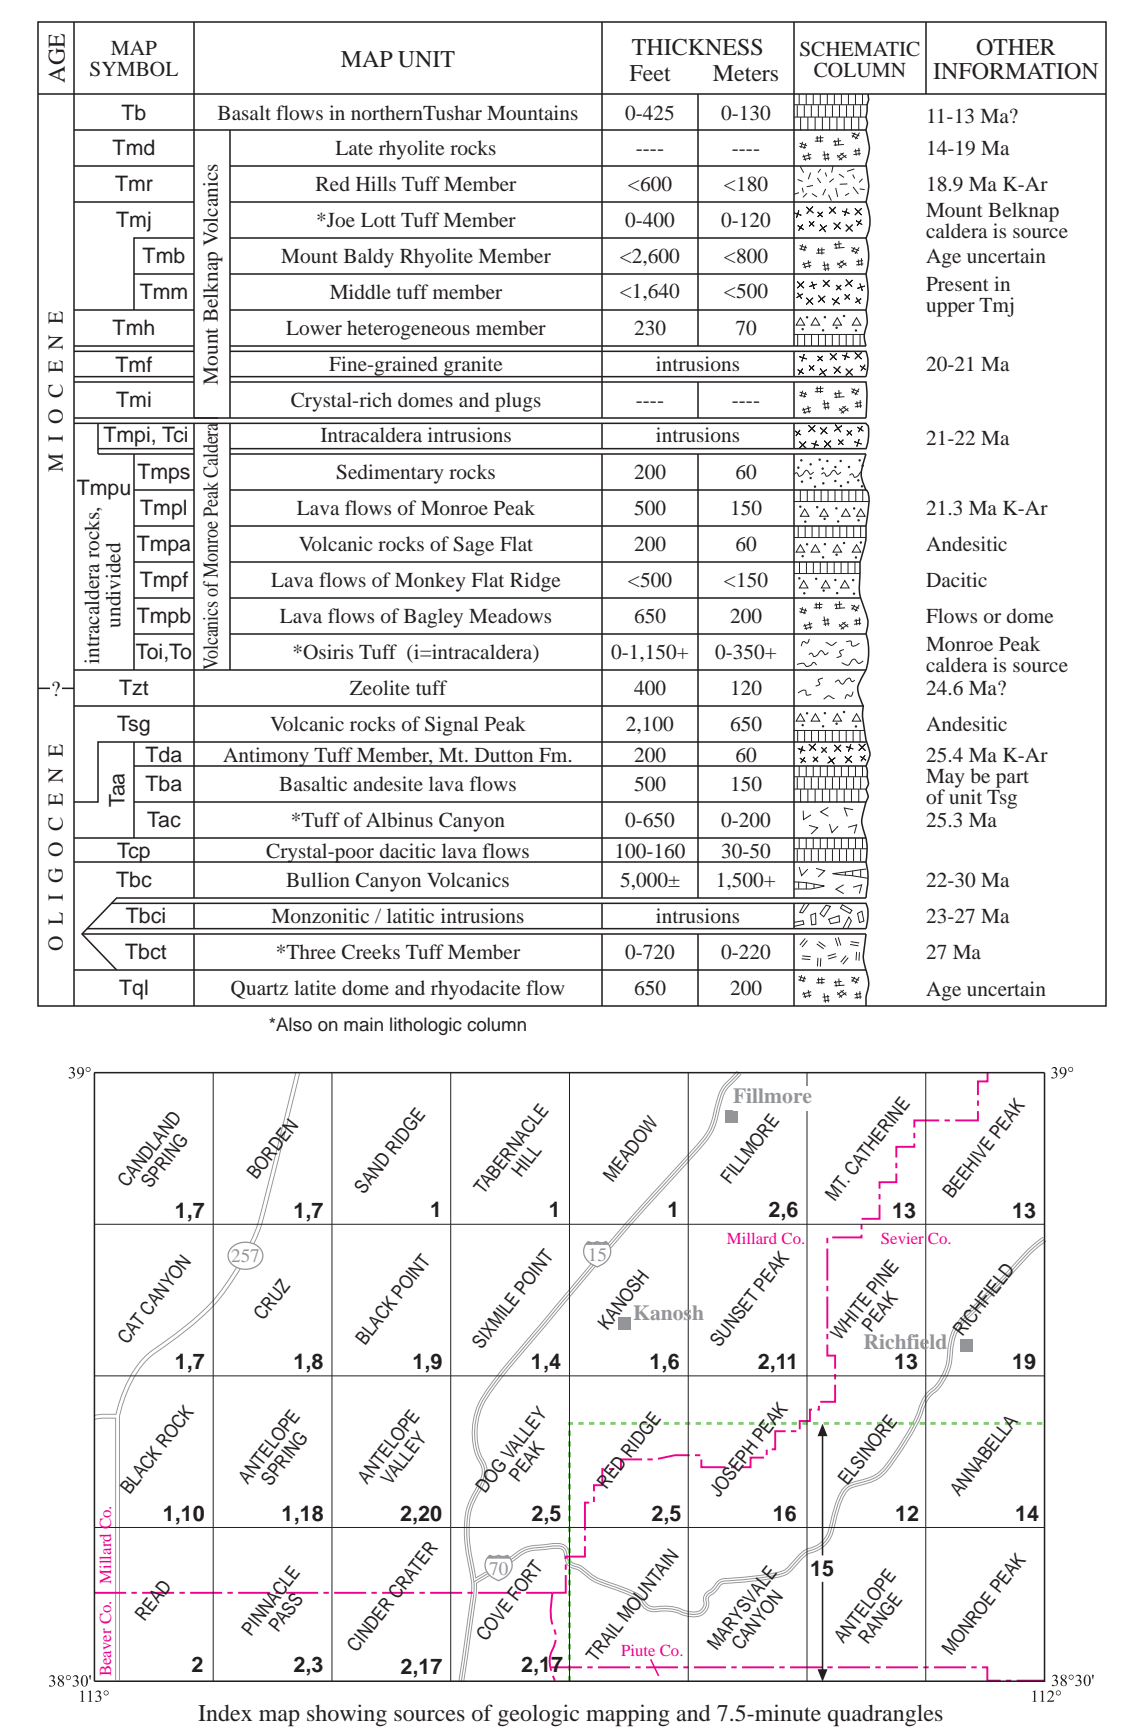 AGE
MAP SYMBOL
MAP UNIT
THICKNESS
Feet Meters
SCHEMATIC COLUMN
OTHER INFORMATION
MIOCENE
Tb Basalt flows in northernTushar Mountains 0-425 0-130 11-13 Ma?
Mount Belknap Volcanics
Tmd Late rhyolite rocks ---- ---- 14-19 Ma
Tmr Red Hills Tuff Member <600 <180 18.9 Ma K-Ar
Tmj *Joe Lott Tuff Member 0-400 0-120 Mount Belknap caldera is source
Tmb Mount Baldy Rhyolite Member <2,600 <800 Age uncertain
Tmm Middle tuff member <1,640 <500 Present in upper Tmj
Tmh Lower heterogeneous member 230 70
Tmf Fine-grained granite intrusions 20-21 Ma
Tmi Crystal-rich domes and plugs ---- ----
Volcanics of Monroe Peak Caldera
Tmpi, Tci Intracaldera intrusions intrusions 21-22 Ma
Tmpu
intracaldera rocks,
undivided
Tmps Sedimentary rocks 200 60
Tmpl Lava flows of Monroe Peak 500 150 21.3 Ma K-Ar
Tmpa Volcanic rocks of Sage Flat 200 60 Andesitic
Tmpf Lava flows of Monkey Flat Ridge <500 <150 Dacitic
Tmpb Lava flows of Bagley Meadows 650 200 Flows or dome
Toi,To *Osiris Tuff (i=intracaldera) 0-1,150+ 0-350+ Monroe Peak caldera is source
?
Tzt Zeolite tuff 400 120 24.6 Ma?
OLIGOCENE
Tsg Volcanic rocks of Signal Peak 2,100 650 Andesitic
Taa
Tda Antimony Tuff Member, Mt. Dutton Fm. 200 60 25.4 Ma K-Ar
Tba Basaltic andesite lava flows 500 150 May be part of unit Tsg
Tac *Tuff of Albinus Canyon 0-650 0-200 25.3 Ma
Tcp Crystal-poor dacitic lava flows 100-160 30-50
Tbc Bullion Canyon Volcanics 5,000± 1,500+ 22-30 Ma
Tbci Monzonitic / latitic intrusions intrusions 23-27 Ma
Tbct *Three Creeks Tuff Member 0-720 0-220 27 Ma
Tql Quartz latite dome and rhyodacite flow 650 200 Age uncertain
*Also on main lithologic column
39° 39°
Fillmore
CANDLAND SPRING
BORDEN
SAND RIDGE
TABERNACLE HILL
MEADOW
FILLMORE
MT. CATHERINE
BEEHIVE PEAK
1,7 1,7 1 1 1 2,6 13 13
Millard Co. Sevier Co.
257
15
CAT CANYON
CRUZ
BLACK POINT
SIXMILE POINT
KANOSH
Kanosh
SUNSET PEAK
WHITE PINE PEAK
RICHFIELD
Richfield
1,7 1,8 1,9 1,4 1,6 2,11 13 19
BLACK ROCK
ANTELOPE SPRING
ANTELOPE VALLEY
DOG VALLEY PEAK
RED RIDGE
JOSEPH PEAK
ELSINORE
ANNABELLA
1,10 1,18 2,20 2,5 2,5 16 12 14
Millard Co.
Beaver Co.
70
15
READ
PINNACLE PASS
CINDER CRATER
COVE FORT
TRAIL MOUNTAIN
MARYSVALE CANYON
ANTELOPE RANGE
MONROE PEAK
Piute Co.
2 2,3 2,17 2,17
38°30' 38°30'
113° 112°
Index map showing sources of geologic mapping and 7.5-minute quadrangles